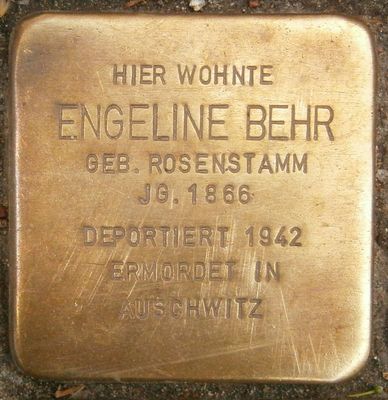 HIER WOHNTE
ENGELINE BEHR
GEB. ROSENSTAMM
JG. 1866
DEPORTIERT 1942
ERMORDET IN
AUSCHWITZ